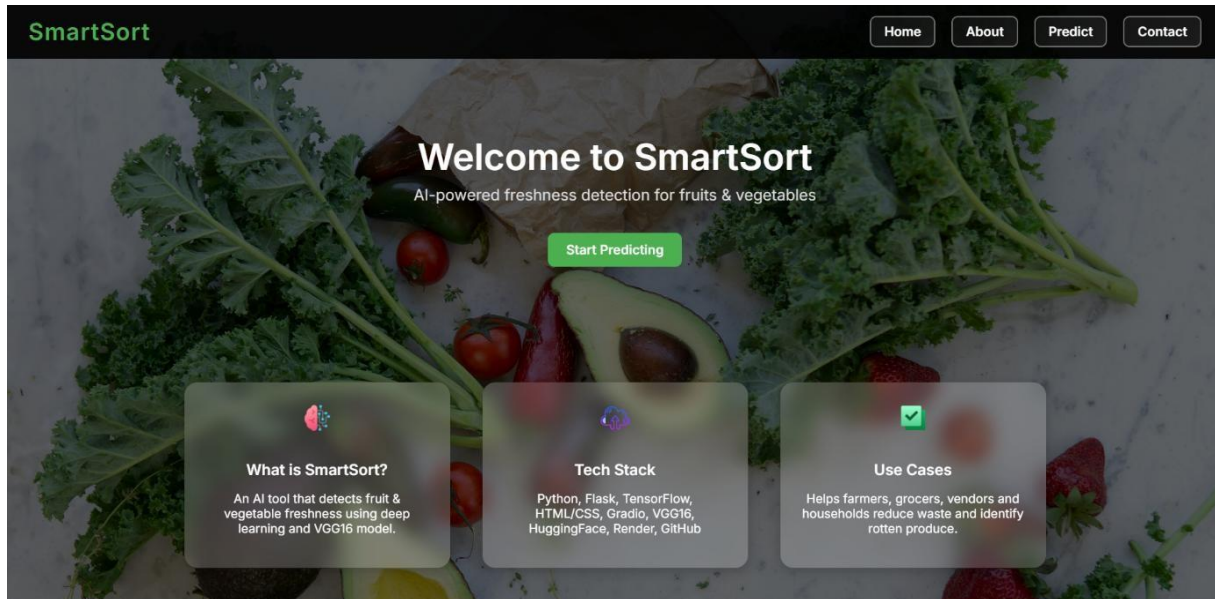 SmartSort
Home
About
Predict
Contact
Welcome to SmartSort
AI-powered freshness detection for fruits & vegetables
Start Predicting
What is SmartSort?
An AI tool that detects fruit &
vegetable freshness using deep
learning and VGG16 model.
Tech Stack
Python, Flask, TensorFlow,
HTML/CSS, Gradio, VGG16,
HuggingFace, Render, GitHub
Use Cases
Helps farmers, grocers, vendors and
households reduce waste and identify
rotten produce.